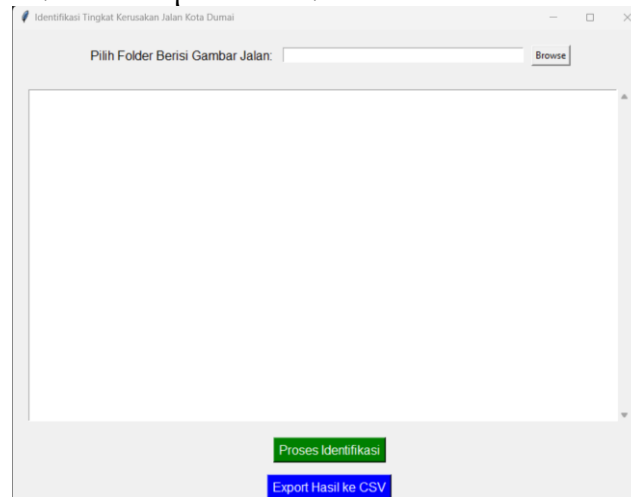 Identifikasi Tingkat Kerusakan Jalan Kota Dumai
Pilih Folder Berisi Gambar Jalan:
Browse
Proses Identifikasi
Export Hasil ke CSV